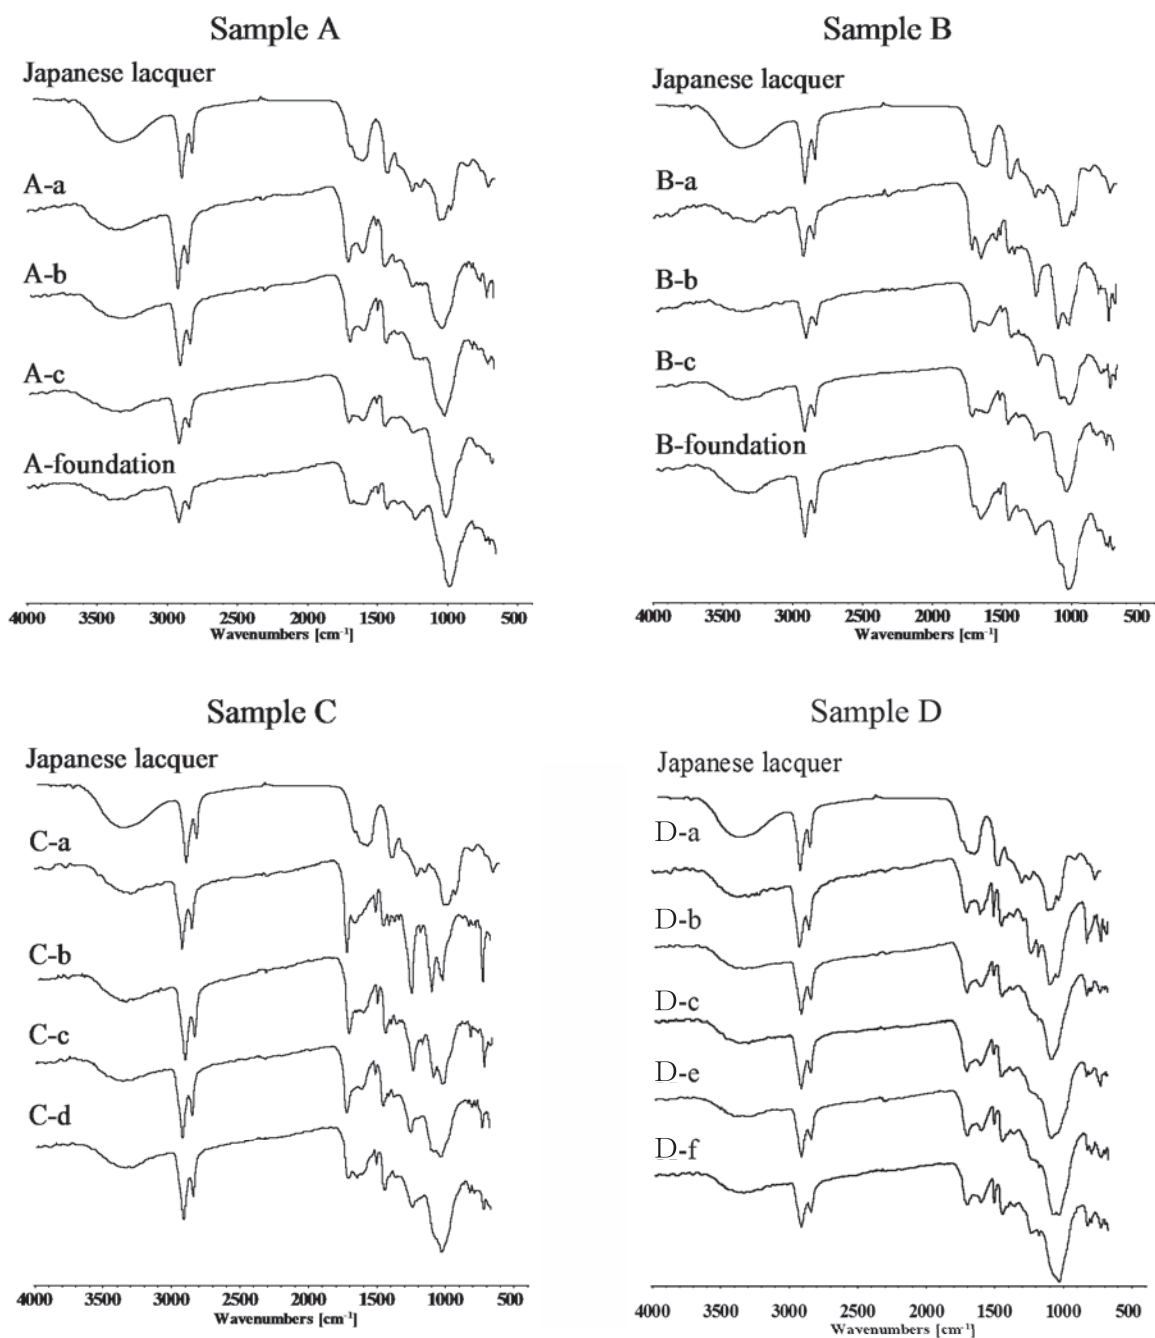 Sample A
Japanese lacquer
A-a
A-b
A-c
A-foundation
4000 3500 3000 2500 2000 1500 1000 500
Wavenumbers [cm⁻¹]
Sample B
Japanese lacquer
B-a
B-b
B-c
B-foundation
4000 3500 3000 2500 2000 1500 1000 500
Wavenumbers [cm⁻¹]
Sample C
Japanese lacquer
C-a
C-b
C-c
C-d
4000 3500 3000 2500 2000 1500 1000 500
Wavenumbers [cm⁻¹]
Sample D
Japanese lacquer
D-a
D-b
D-c
D-e
D-f
4000 3500 3000 2500 2000 1500 1000 500
Wavenumbers [cm⁻¹]